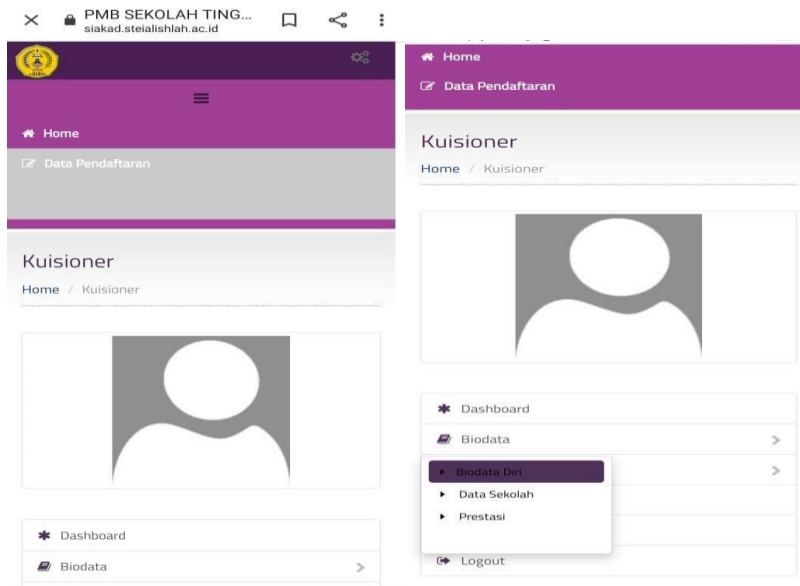 PMB SEKOLAH TING...
siakad.steialishlah.ac.id
Home
Data Pendaftaran
Kuisioner
Home / Kuisioner
Dashboard
Biodata
Home
Data Pendaftaran
Kuisioner
Home / Kuisioner
Dashboard
Biodata
Biodata Diri
Data Sekolah
Prestasi
Logout